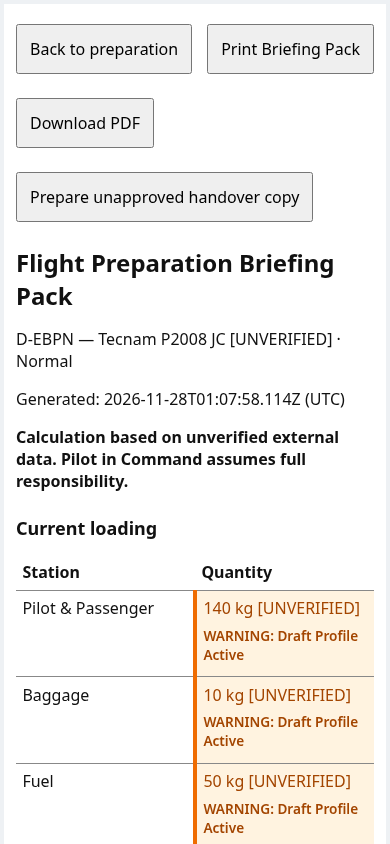 Back to preparation
Print Briefing Pack
Download PDF
Prepare unapproved handover copy
Flight Preparation Briefing
Pack
D-EBPN — Tecnam P2008 JC [UNVERIFIED] ·
Normal
Generated: 2026-11-28T01:07:58.114Z (UTC)
Calculation based on unverified external
data. Pilot in Command assumes full
responsibility.
Current loading
Station Quantity
Pilot & Passenger 140 kg [UNVERIFIED]
WARNING: Draft Profile
Active
Baggage 10 kg [UNVERIFIED]
WARNING: Draft Profile
Active
Fuel 50 kg [UNVERIFIED]
WARNING: Draft Profile
Active